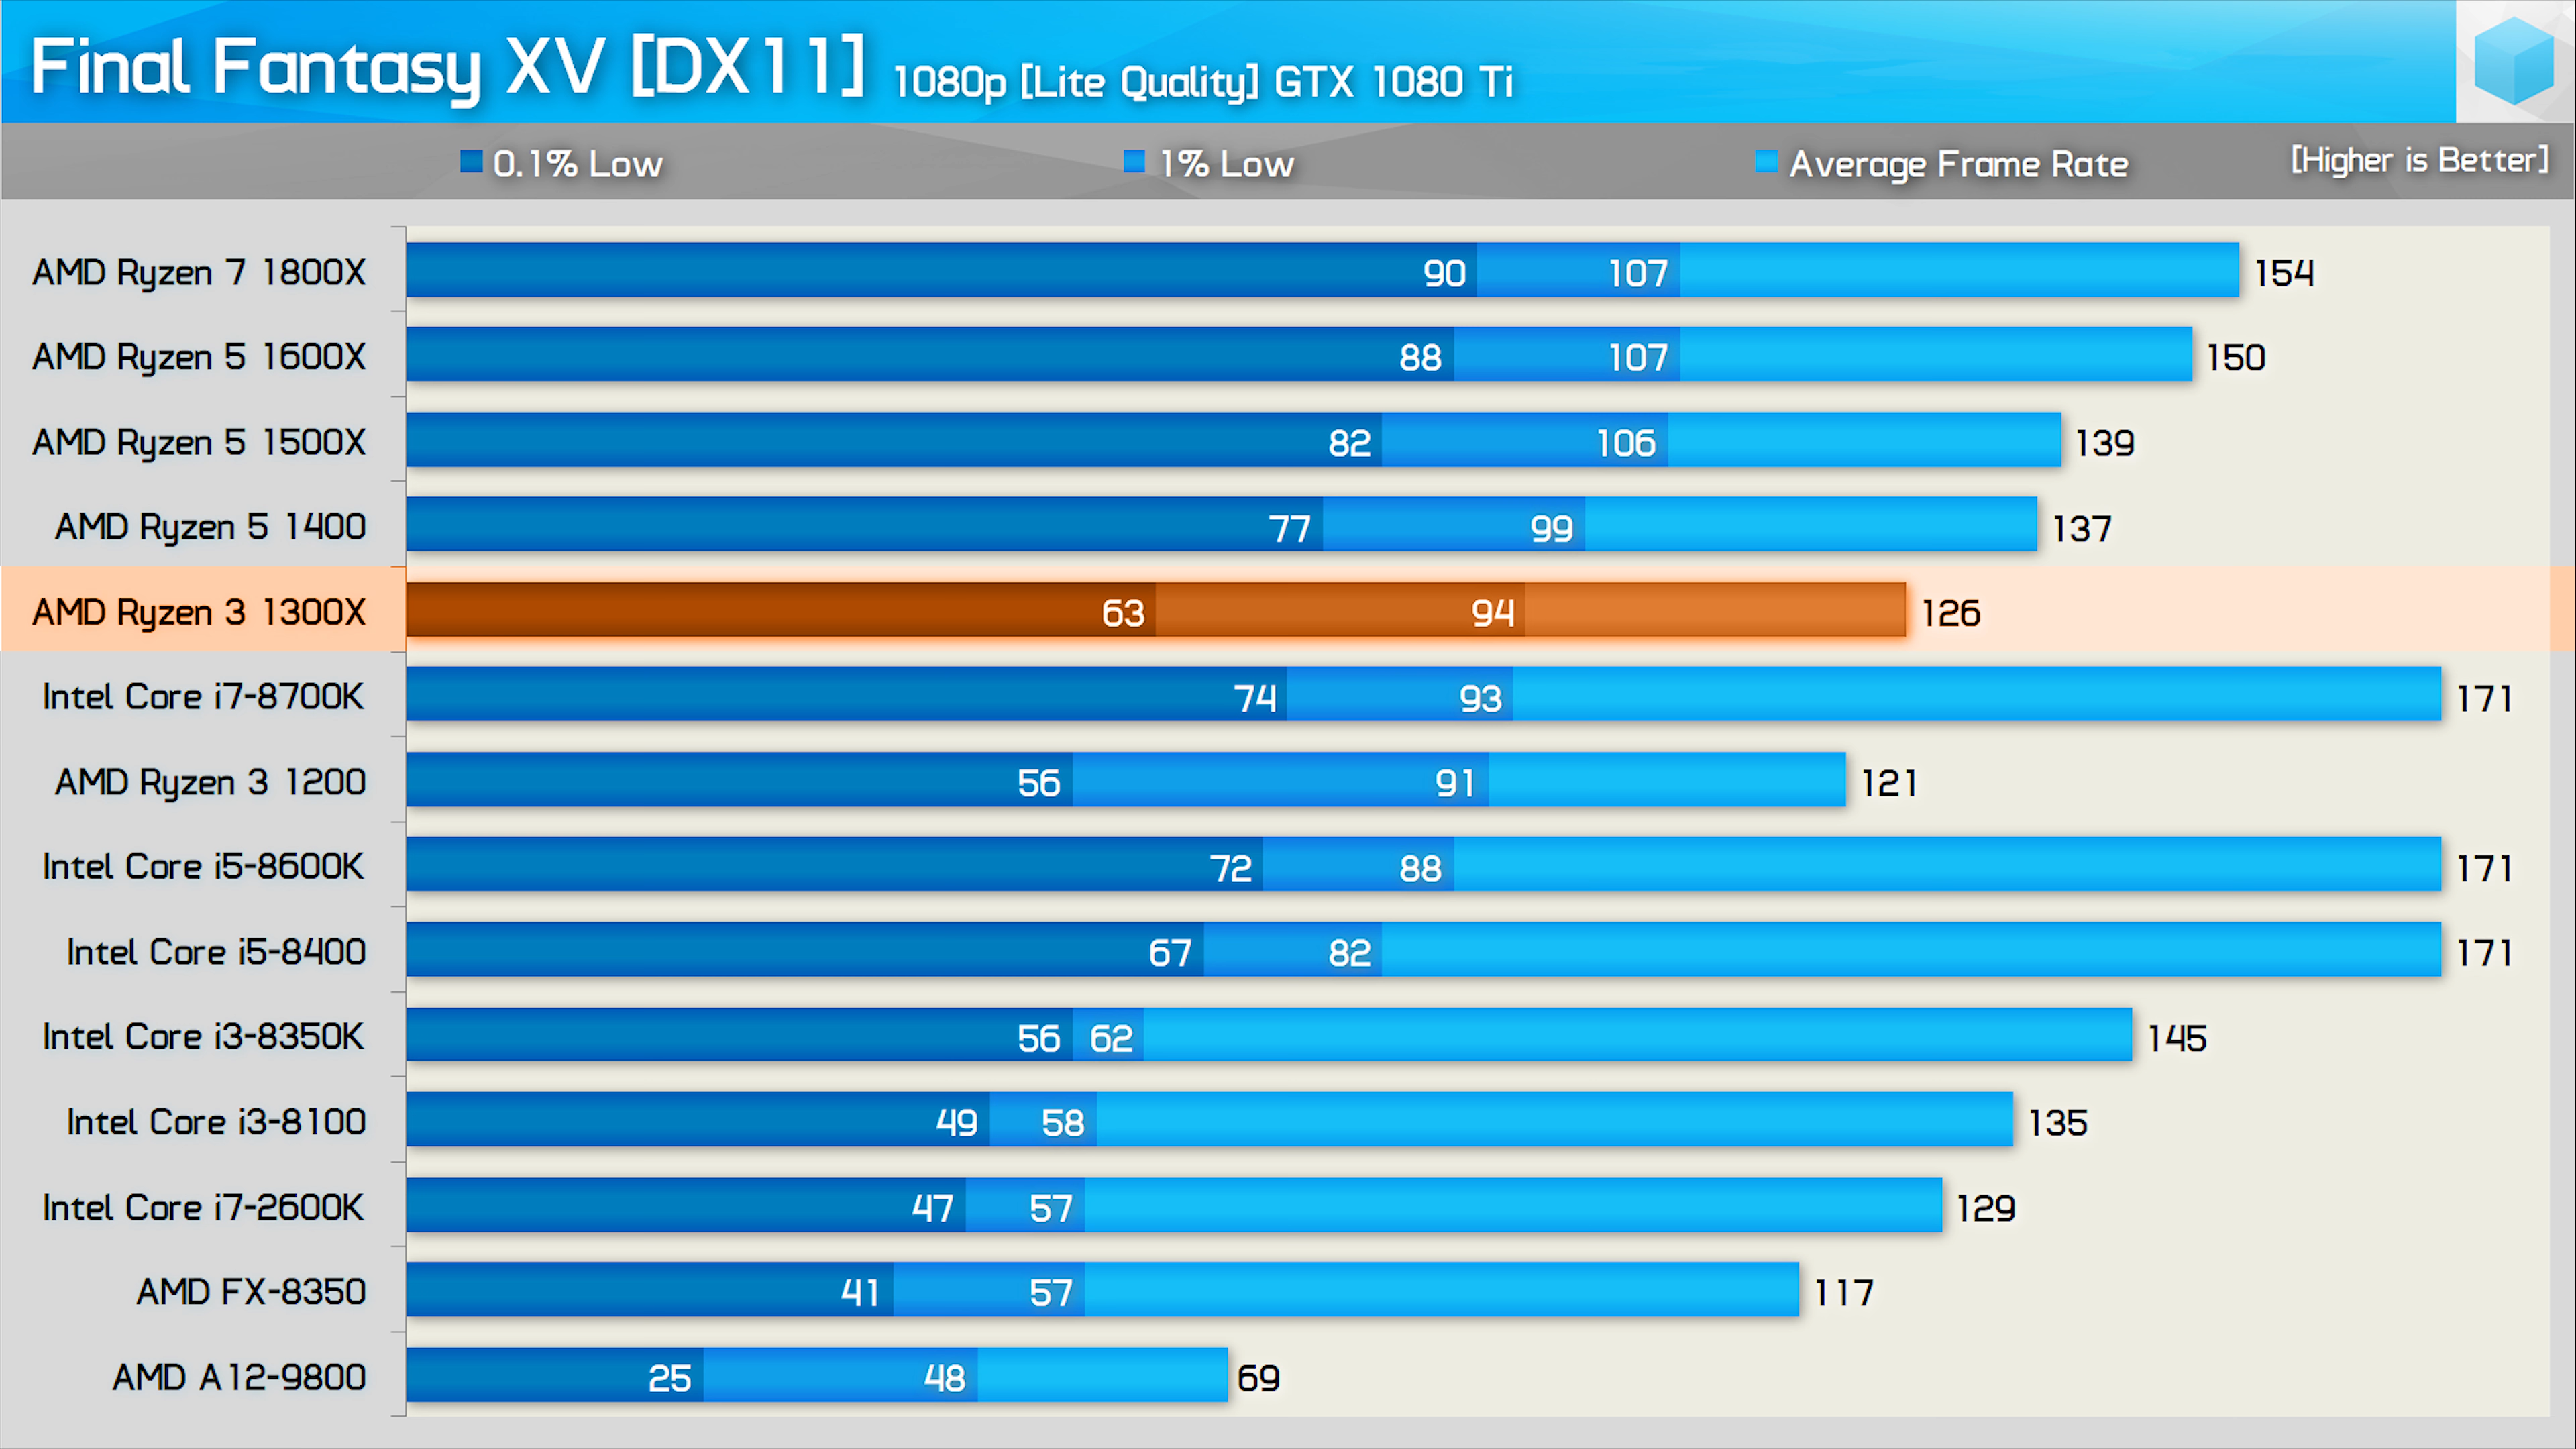 Final Fantasy XV [DX11] 1080p [Lite Quality] GTX 1080 Ti
0.1% Low 1% Low Average Frame Rate [Higher is Better]
AMD Ryzen 7 1800X 90 107 154
AMD Ryzen 5 1600X 88 107 150
AMD Ryzen 5 1500X 82 106 139
AMD Ryzen 5 1400 77 99 137
AMD Ryzen 3 1300X 63 94 126
Intel Core i7-8700K 74 93 171
AMD Ryzen 3 1200 56 91 121
Intel Core i5-8600K 72 88 171
Intel Core i5-8400 67 82 171
Intel Core i3-8350K 56 62 145
Intel Core i3-8100 49 58 135
Intel Core i7-2600K 47 57 129
AMD FX-8350 41 57 117
AMD A12-9800 25 48 69